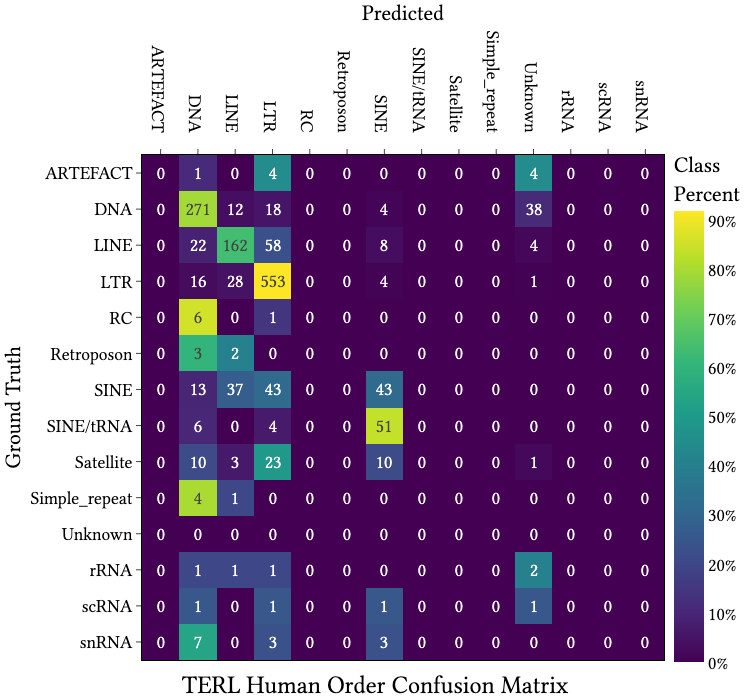 Predicted
ARTEFACT DNA LINE LTR RC Retroposon SINE SINE/tRNA Satellite Simple_repeat Unknown rRNA scRNA snRNA
Ground Truth
ARTEFACT 0 1 0 4 0 0 0 0 0 0 4 0 0 0
DNA 0 271 12 18 0 0 4 0 0 0 38 0 0 0
LINE 0 22 162 58 0 0 8 0 0 0 4 0 0 0
LTR 0 16 28 553 0 0 4 0 0 0 1 0 0 0
RC 0 6 0 1 0 0 0 0 0 0 0 0 0 0
Retroposon 0 3 2 0 0 0 0 0 0 0 0 0 0 0
SINE 0 13 37 43 0 0 43 0 0 0 0 0 0 0
SINE/tRNA 0 6 0 4 0 0 51 0 0 0 0 0 0 0
Satellite 0 10 3 23 0 0 10 0 0 0 1 0 0 0
Simple_repeat 0 4 1 0 0 0 0 0 0 0 0 0 0 0
Unknown 0 0 0 0 0 0 0 0 0 0 0 0 0 0
rRNA 0 1 1 1 0 0 0 0 0 0 2 0 0 0
scRNA 0 1 0 1 0 0 1 0 0 0 1 0 0 0
snRNA 0 7 0 3 0 0 3 0 0 0 0 0 0 0
Class
Percent
90%
80%
70%
60%
50%
40%
30%
20%
10%
0%
TERL Human Order Confusion Matrix